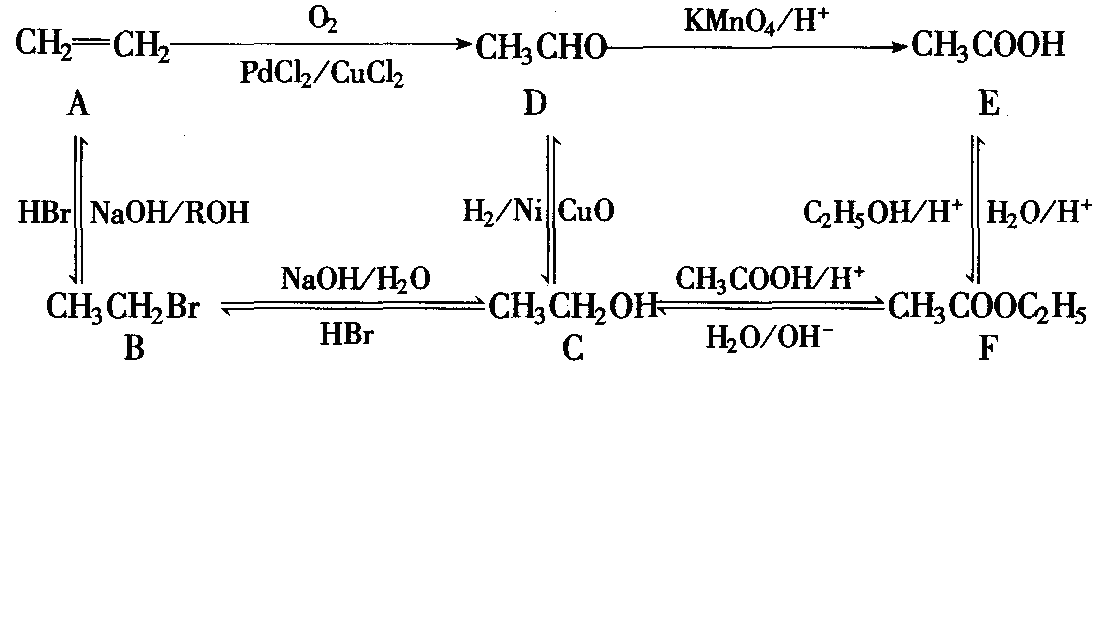 O₂ KMnO₄/H⁺
CH₂=CH₂ CH₃CHO CH₃COOH
PdCl₂/CuCl₂
A D E
HBr NaOH/ROH H₂/Ni CuO C₂H₅OH/H⁺ H₂O/H⁺
NaOH/H₂O CH₃COOH/H⁺
CH₃CH₂Br CH₃CH₂OH CH₃COOC₂H₅
HBr H₂O/OH⁻
B C F